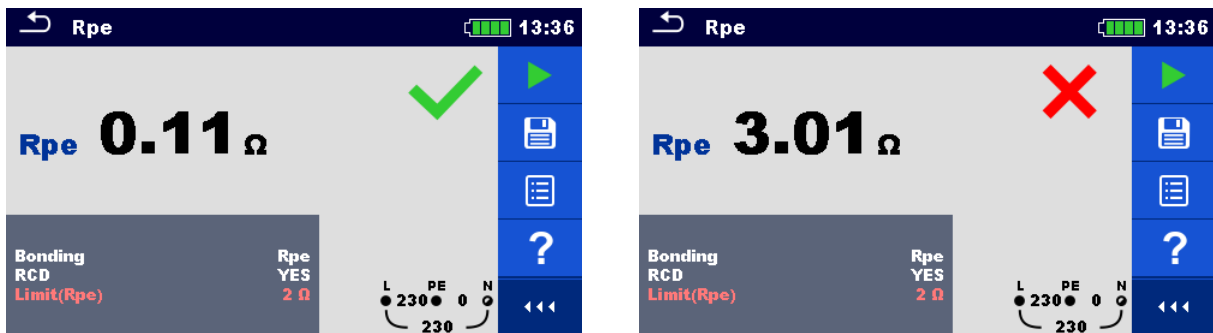 Rpe 13:36
Rpe 0.11 Ω
Bonding Rpe
RCD YES
Limit(Rpe) 2 Ω
?
L PE N
230 0
230
Rpe 13:36
Rpe 3.01 Ω
Bonding Rpe
RCD YES
Limit(Rpe) 2 Ω
?
L PE N
230 0
230